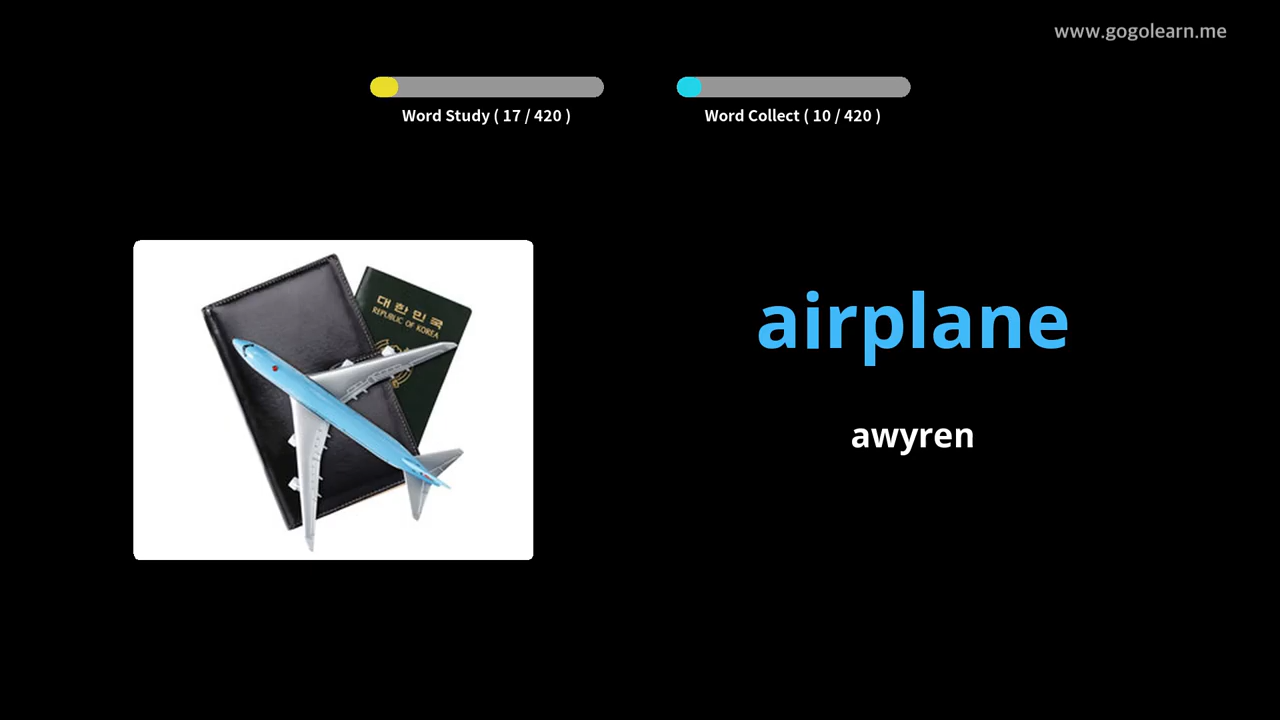 www.gogolearn.me
Word Study ( 17 / 420 )
Word Collect ( 10 / 420 )
대한민국
REPUBLIC OF KOREA
airplane
awyren